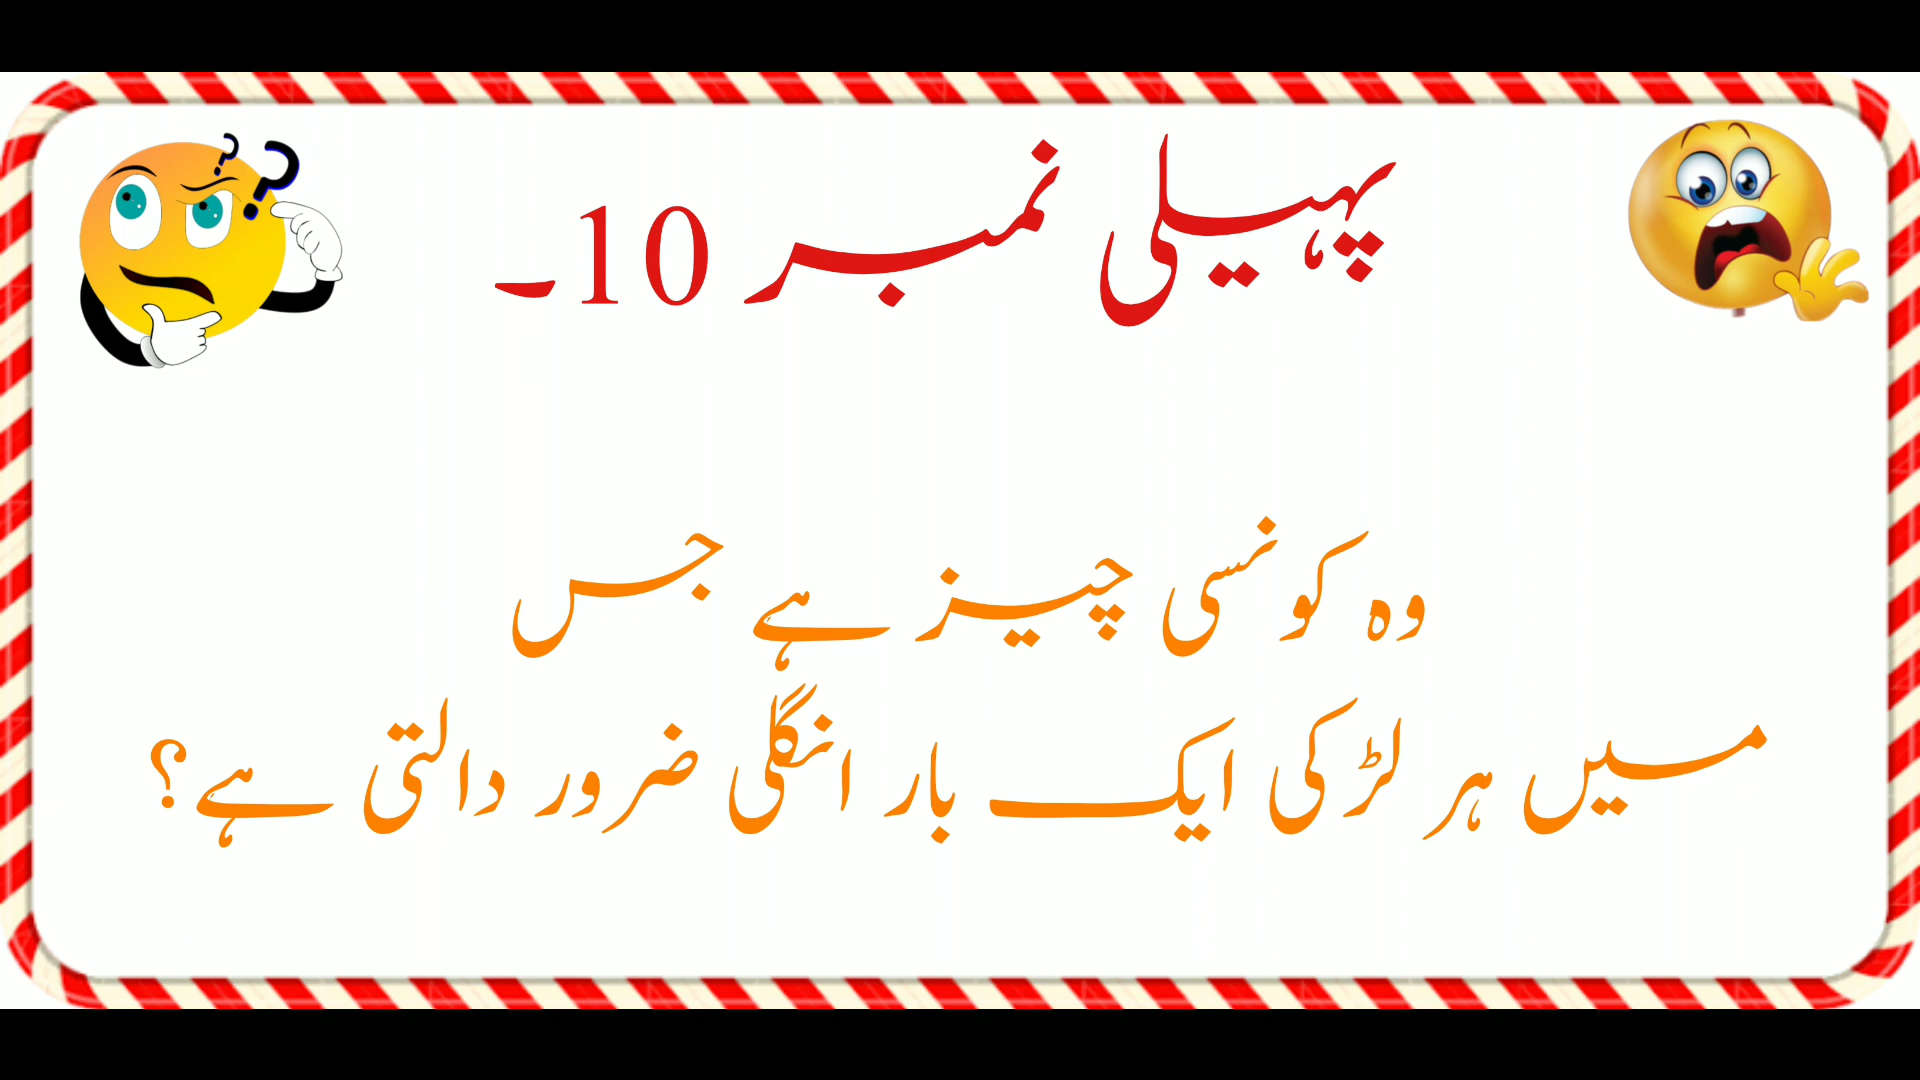 پہیلی نمبر 10۔
وہ کونسی چیز ہے جس
میں ہر لڑکی ایک بار انگلی ضرور دالتی ہے؟